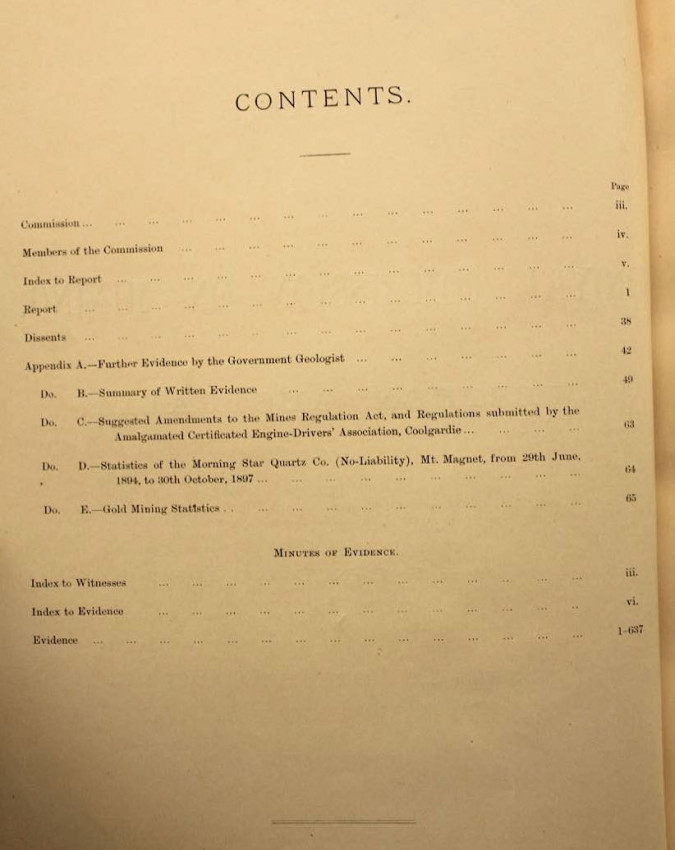 CONTENTS.
Page
Commission ... iii.
Members of the Commission ... iv.
Index to Report ... v.
Report ... 1
Dissents ... 38
Appendix A.—Further Evidence by the Government Geologist ... 42
Do. B.—Summary of Written Evidence ... 49
Do. C.—Suggested Amendments to the Mines Regulation Act, and Regulations submitted by the
Amalgamated Certificated Engine-Drivers' Association, Coolgardie ... 63
Do. D.—Statistics of the Morning Star Quartz Co. (No-Liability), Mt. Magnet, from 29th June,
1894, to 30th October, 1897 ... 64
Do. E.—Gold Mining Statistics ... 65
MINUTES OF EVIDENCE.
Index to Witnesses ... iii.
Index to Evidence ... vi.
Evidence ... 1-637